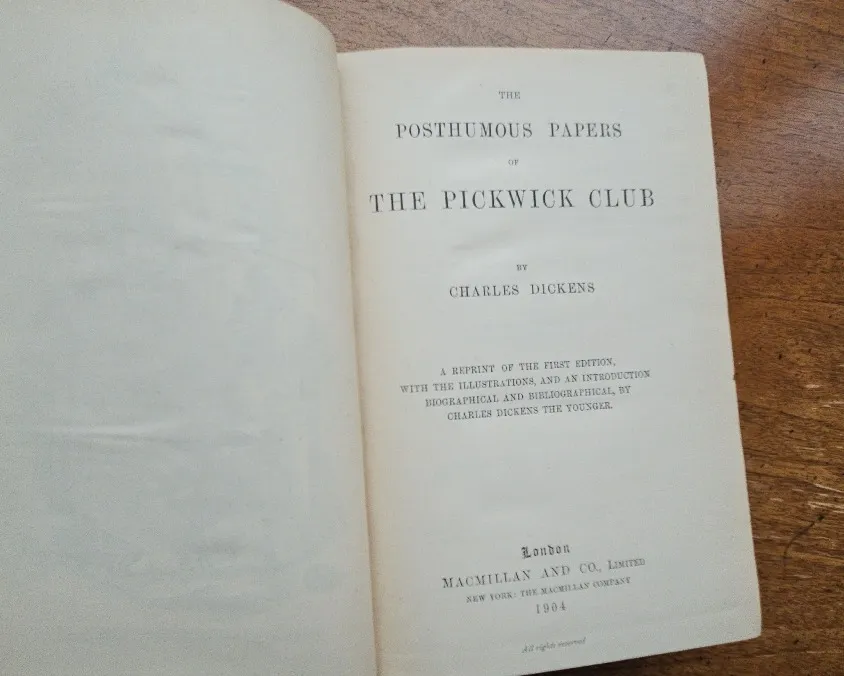 THE
POSTHUMOUS PAPERS
OF
THE PICKWICK CLUB
BY
CHARLES DICKENS
A REPRINT OF THE FIRST EDITION,
WITH THE ILLUSTRATIONS, AND AN INTRODUCTION
BIOGRAPHICAL AND BIBLIOGRAPHICAL, BY
CHARLES DICKENS THE YOUNGER.
London
MACMILLAN AND CO., LIMITED
NEW YORK: THE MACMILLAN COMPANY
1904
All rights reserved